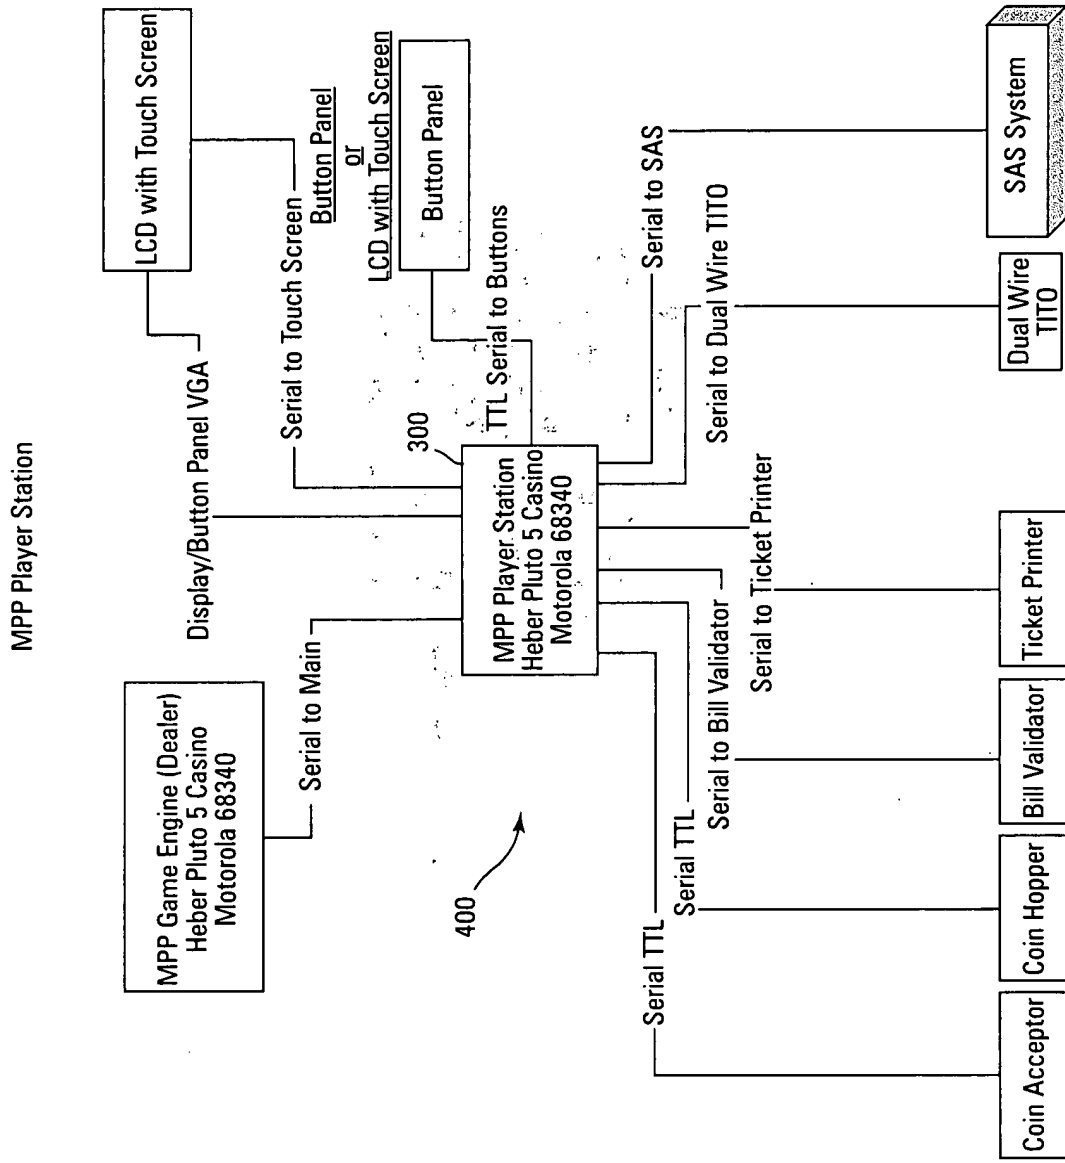 MPP Player Station
MPP Game Engine (Dealer)
Heber Pluto 5 Casino
Motorola 68340
Serial to Main
Display/Button Panel VGA
LCD with Touch Screen
Serial to Touch Screen
Button Panel
or
LCD with Touch Screen
Button Panel
TTL Serial to Buttons
300
MPP Player Station
Heber Pluto 5 Casino
Motorola 68340
400
Serial TTL
Serial TTL
Serial to Bill Validator
Serial to Ticket Printer
Serial to Dual Wire TITO
Serial to SAS
Coin Acceptor
Coin Hopper
Bill Validator
Ticket Printer
Dual Wire
TITO
SAS System